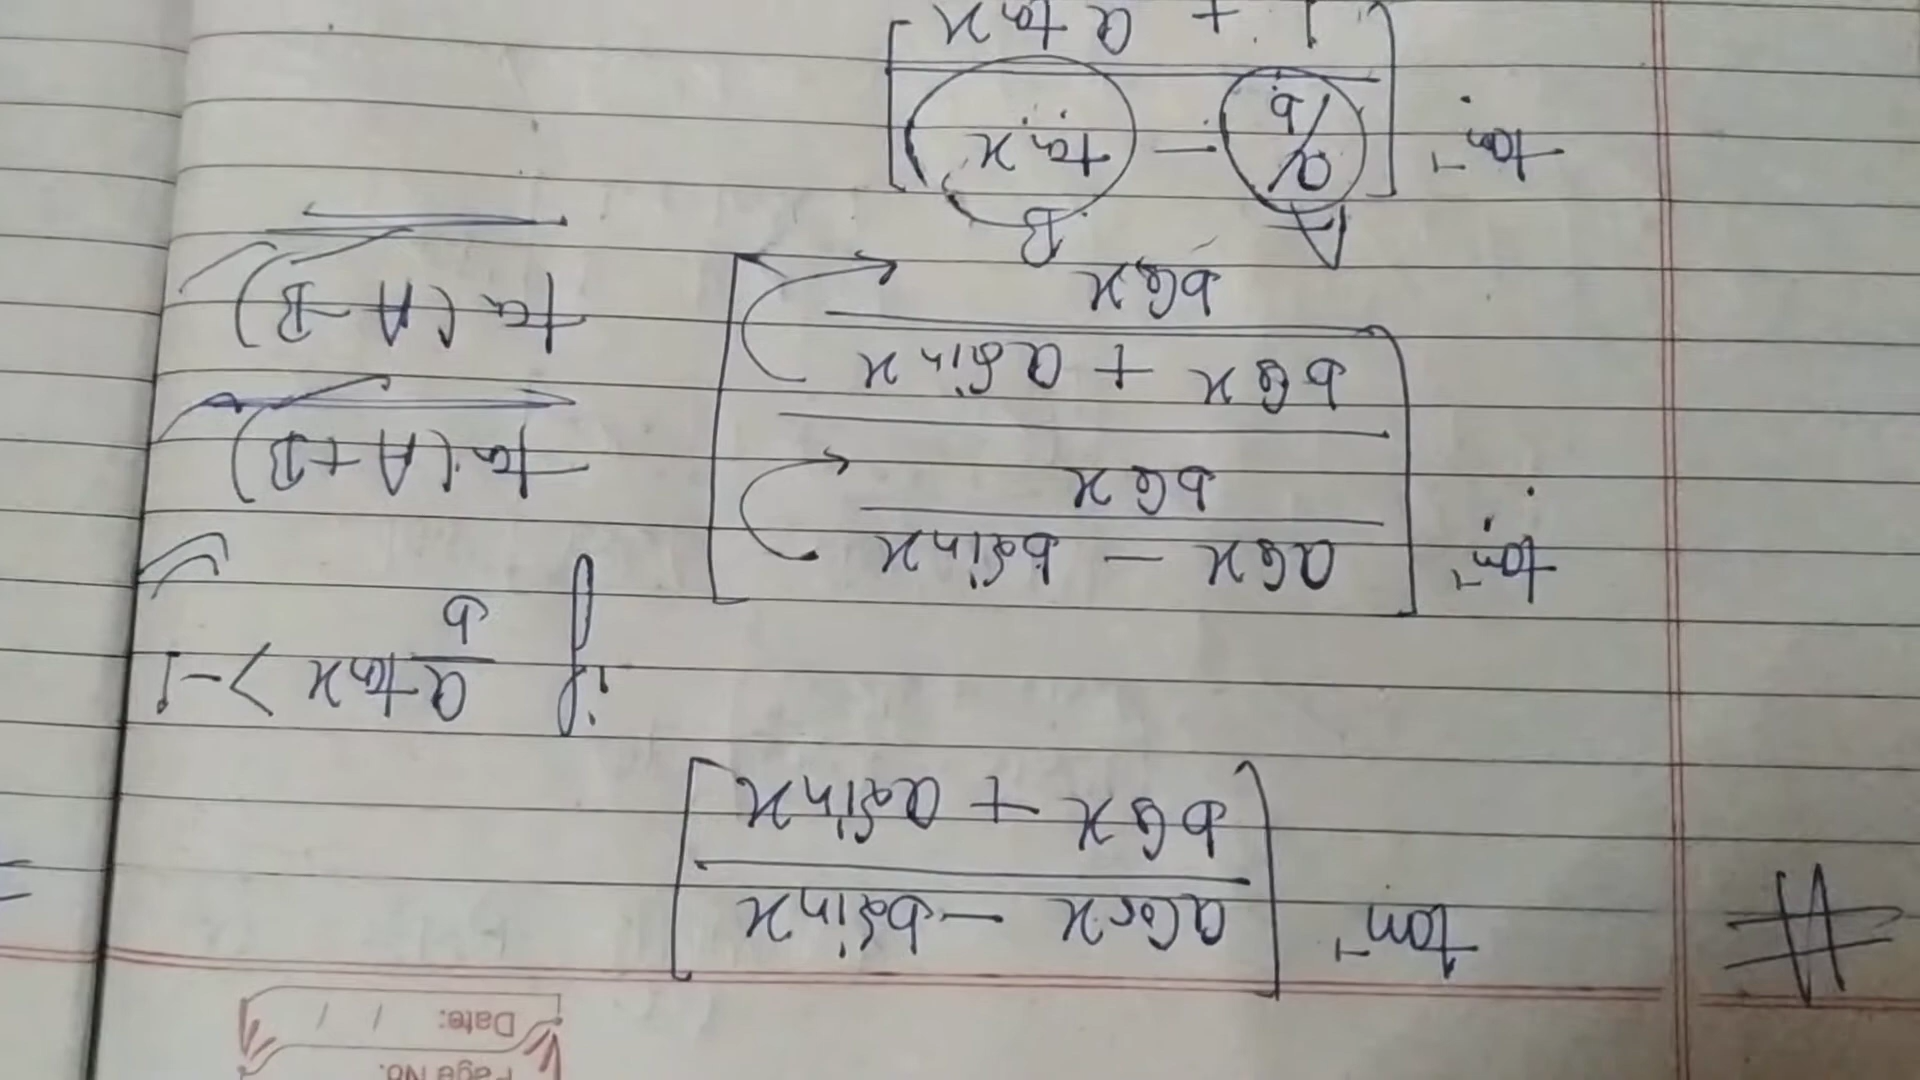 Page No.
Date: / /
# tan⁻¹ [ (a cos x − b sin x) / (b cos x + a sin x) ]
if a/b tan x > −1
tan⁻¹ [ ((a cos x − b sin x) / (b cos x)) / ((b cos x + a sin x) / (b cos x)) ]
tan (A + B)
tan (A − B)
A B
tan⁻¹ [ (a/b − tan x) / (1 + a tan x) ]